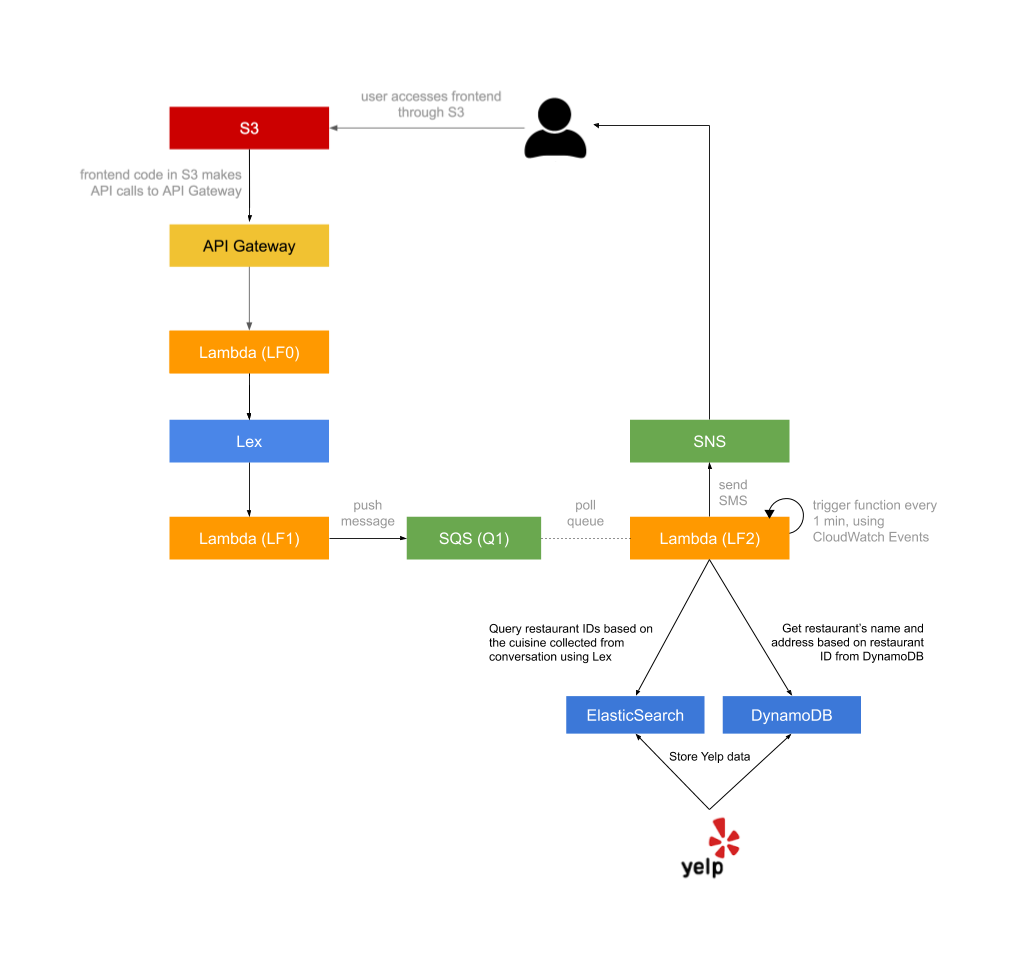 user accesses frontend
through S3
S3
frontend code in S3 makes
API calls to API Gateway
API Gateway
Lambda (LF0)
Lex
SNS
send
SMS
push
message
poll
queue
trigger function every
1 min, using
CloudWatch Events
Lambda (LF1)
SQS (Q1)
Lambda (LF2)
Query restaurant IDs based on
the cuisine collected from
conversation using Lex
Get restaurant's name and
address based on restaurant
ID from DynamoDB
ElasticSearch
DynamoDB
Store Yelp data
yelp